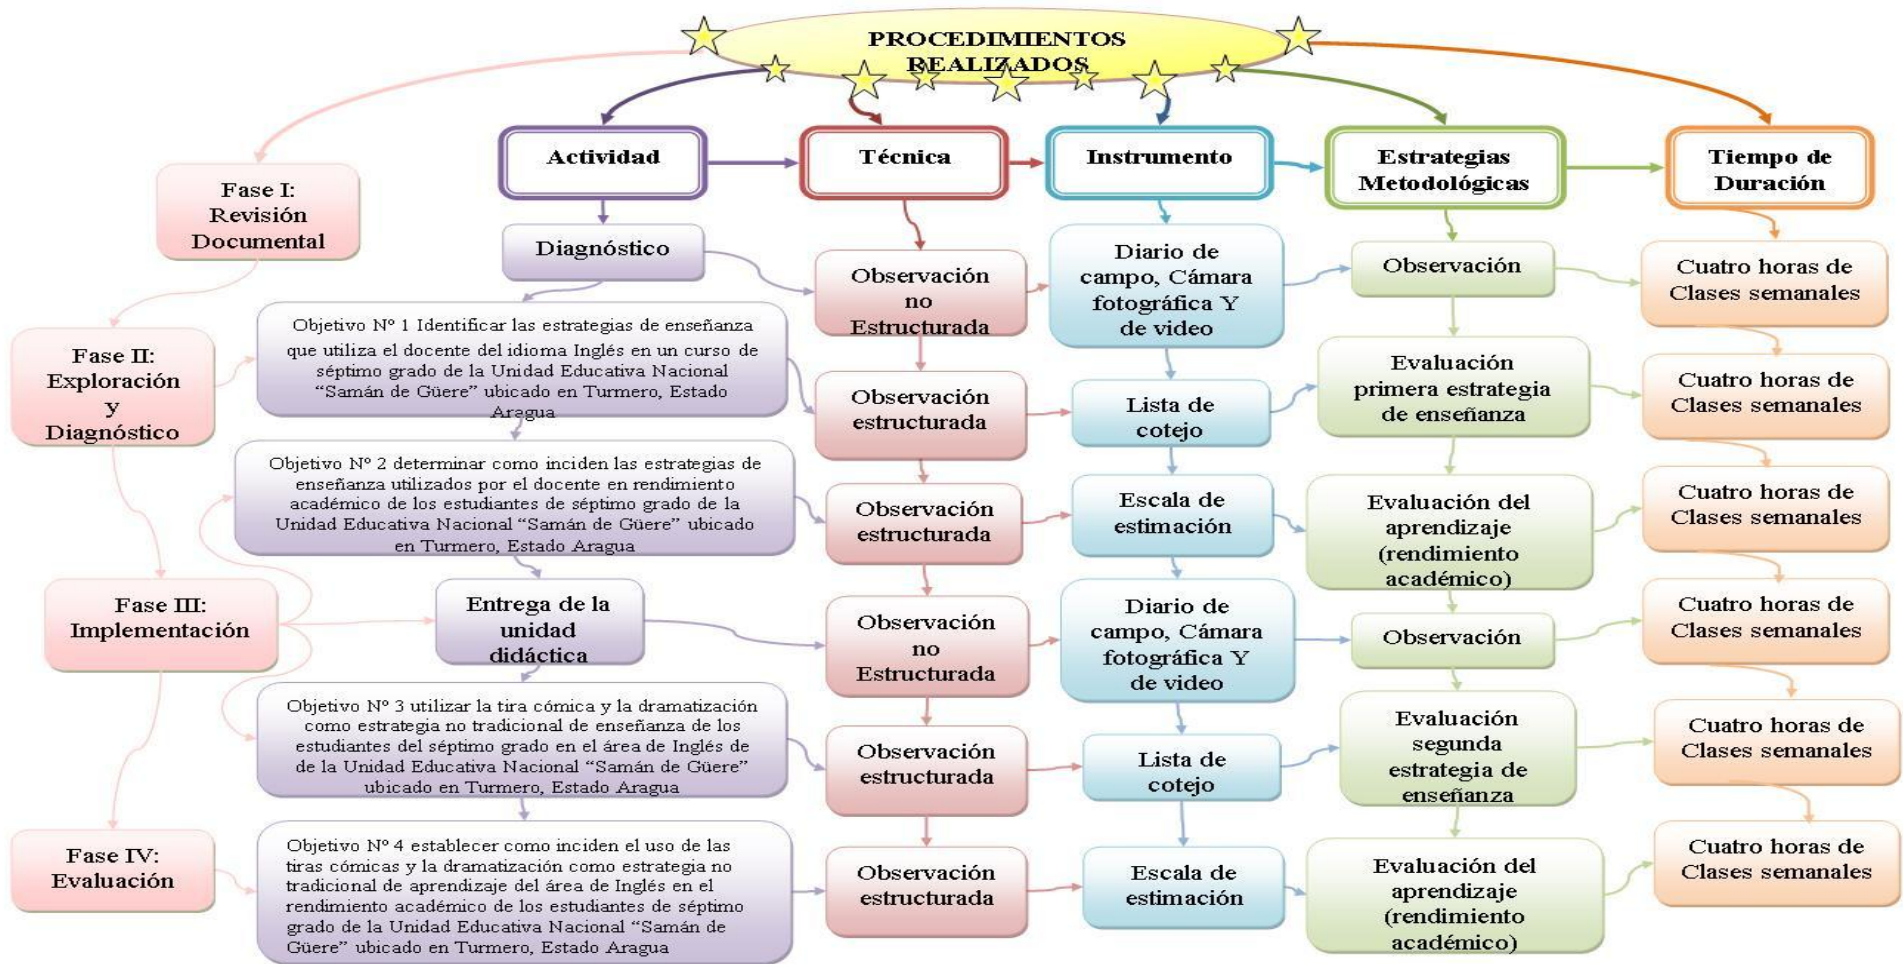 PROCEDIMIENTOS
REALIZADOS
Actividad
Técnica
Instrumento
Estrategias
Metodológicas
Tiempo de
Duración
Fase I:
Revisión
Documental
Diagnóstico
Observación
no
Estructurada
Diario de
campo, Cámara
fotográfica Y
de video
Observación
Cuatro horas de
Clases semanales
Fase II:
Exploración
y
Diagnóstico
Objetivo Nº 1 Identificar las estrategias de enseñanza
que utiliza el docente del idioma Inglés en un curso de
séptimo grado de la Unidad Educativa Nacional
“Samán de Güere” ubicado en Turmero, Estado
Aragua
Observación
estructurada
Lista de
cotejo
Evaluación
primera estrategia
de enseñanza
Cuatro horas de
Clases semanales
Objetivo Nº 2 determinar como inciden las estrategias de
enseñanza utilizados por el docente en rendimiento
académico de los estudiantes de séptimo grado de la
Unidad Educativa Nacional “Samán de Güere” ubicado
en Turmero, Estado Aragua
Observación
estructurada
Escala de
estimación
Evaluación del
aprendizaje
(rendimiento
académico)
Cuatro horas de
Clases semanales
Fase III:
Implementación
Entrega de la
unidad
didáctica
Observación
no
Estructurada
Diario de
campo, Cámara
fotográfica Y
de video
Observación
Cuatro horas de
Clases semanales
Objetivo Nº 3 utilizar la tira cómica y la dramatización
como estrategia no tradicional de enseñanza de los
estudiantes del séptimo grado en el área de Inglés de
de la Unidad Educativa Nacional “Samán de Güere”
ubicado en Turmero, Estado Aragua
Observación
estructurada
Lista de
cotejo
Evaluación
segunda
estrategia de
enseñanza
Cuatro horas de
Clases semanales
Fase IV:
Evaluación
Objetivo Nº 4 establecer como inciden el uso de las
tiras cómicas y la dramatización como estrategia no
tradicional de aprendizaje del área de Inglés en el
rendimiento académico de los estudiantes de séptimo
grado de la Unidad Educativa Nacional “Samán de
Güere” ubicado en Turmero, Estado Aragua
Observación
estructurada
Escala de
estimación
Evaluación del
aprendizaje
(rendimiento
académico)
Cuatro horas de
Clases semanales